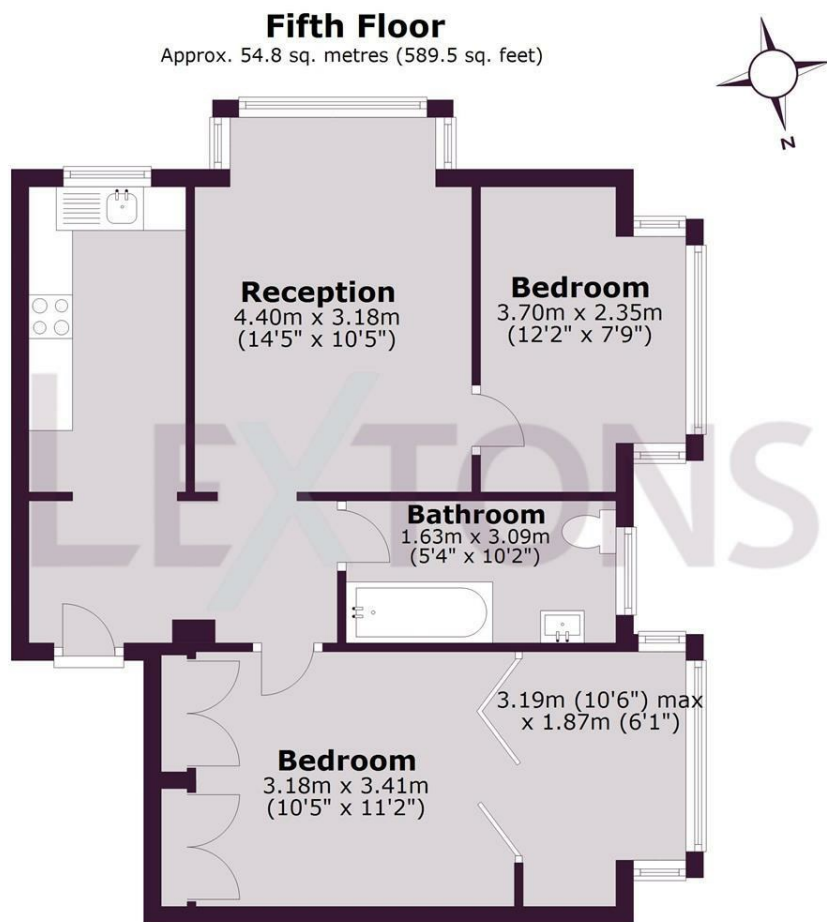 Fifth Floor
Approx. 54.8 sq. metres (589.5 sq. feet)
N
Reception
4.40m x 3.18m
(14'5" x 10'5")
Bedroom
3.70m x 2.35m
(12'2" x 7'9")
LEXTONS
Bathroom
1.63m x 3.09m
(5'4" x 10'2")
3.19m (10'6") max
x 1.87m (6'1")
Bedroom
3.18m x 3.41m
(10'5" x 11'2")